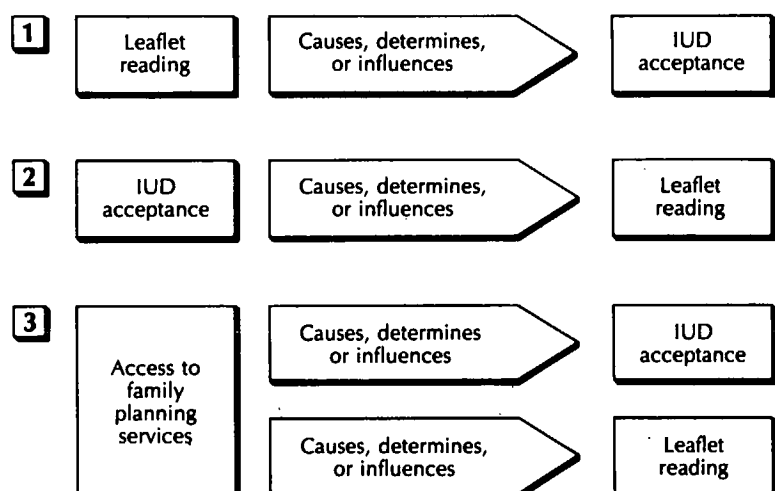 1
Leaflet
reading
Causes, determines,
or influences
IUD
acceptance
2
IUD
acceptance
Causes, determines,
or influences
Leaflet
reading
3
Access to
family
planning
services
Causes, determines
or influences
IUD
acceptance
Causes, determines,
or influences
Leaflet
reading